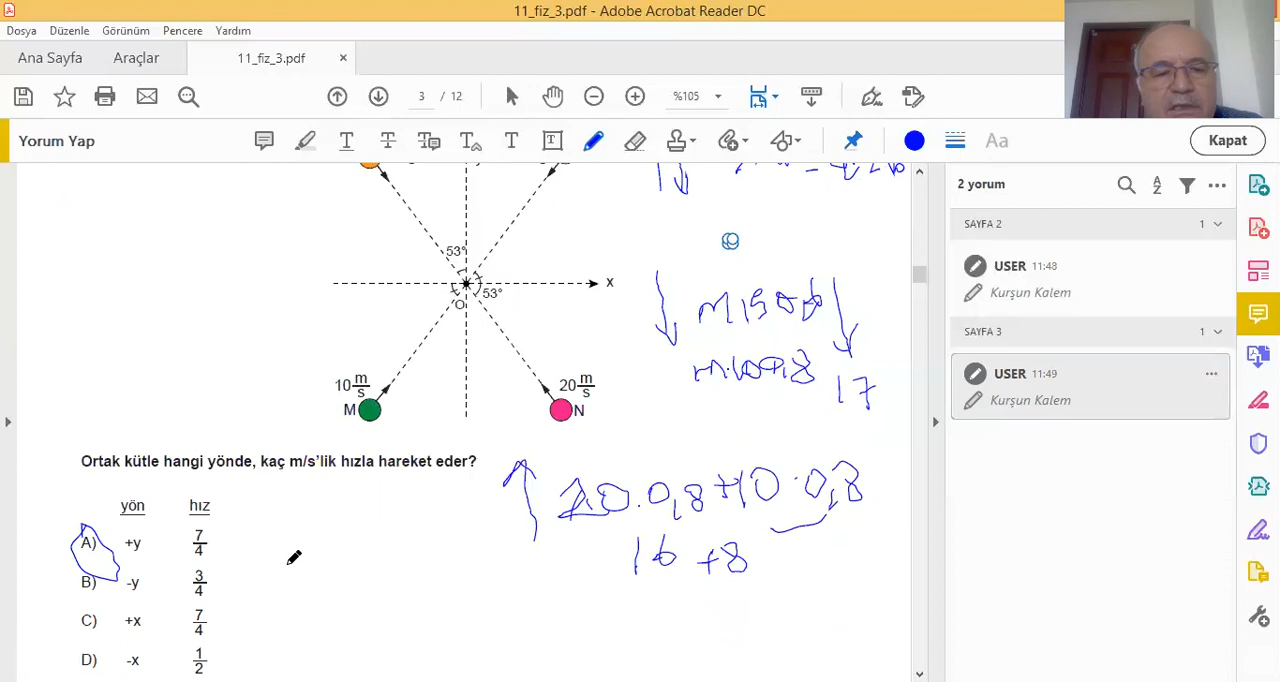 11_fiz_3.pdf - Adobe Acrobat Reader DC
Dosya Düzenle Görünüm Pencere Yardım
Ana Sayfa Araçlar 11_fiz_3.pdf ×
3 / 12 %105
Yorum Yap Aa Kapat
2 yorum
SAYFA 2 1
USER 11:48
Kurşun Kalem
SAYFA 3 1
USER 11:49
Kurşun Kalem
53°
x
53°
O
10 m/s
M
20 m/s
N
17
Ortak kütle hangi yönde, kaç m/s'lik hızla hareket eder?
20.0,8+10.0,8
16 +8
yön hız
A) +y 7/4
B) -y 3/4
C) +x 7/4
D) -x 1/2